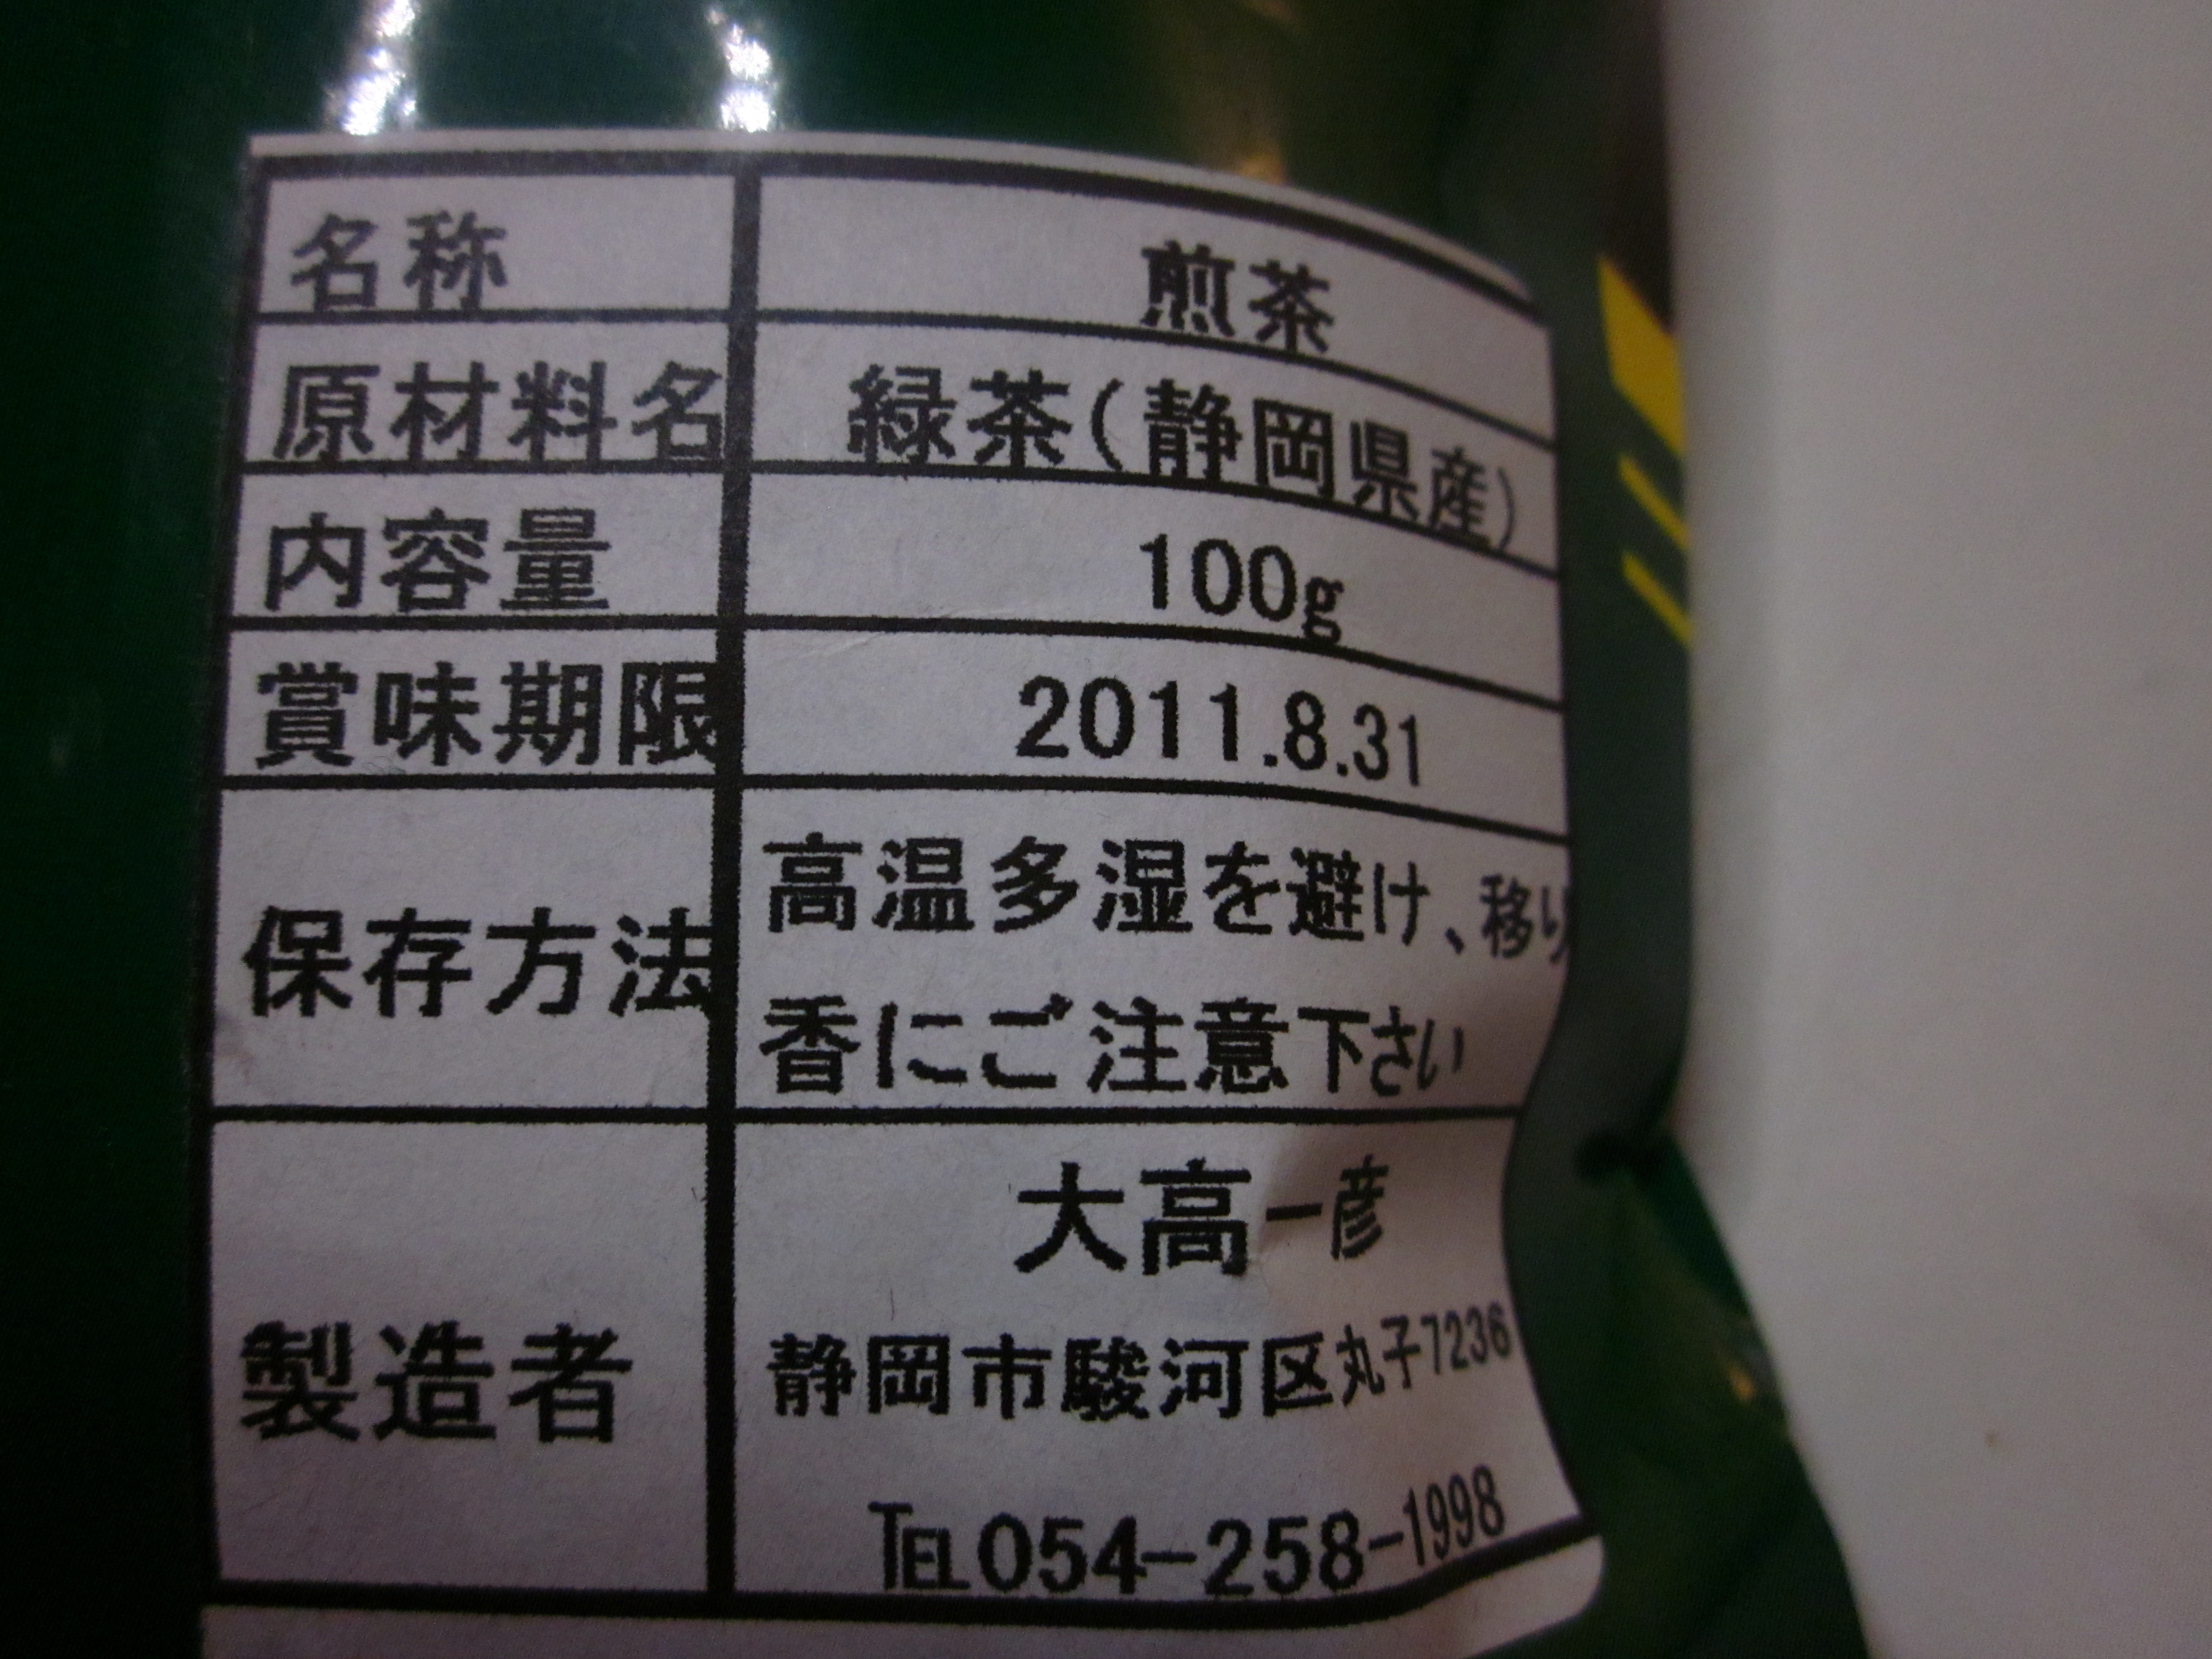 名称 煎茶
原材料名 緑茶(静岡県産)
内容量 100g
賞味期限 2011.8.31
保存方法 高温多湿を避け、移り
香にご注意下さい
製造者 大高一彦
静岡市駿河区丸子7236
℡054-258-1998